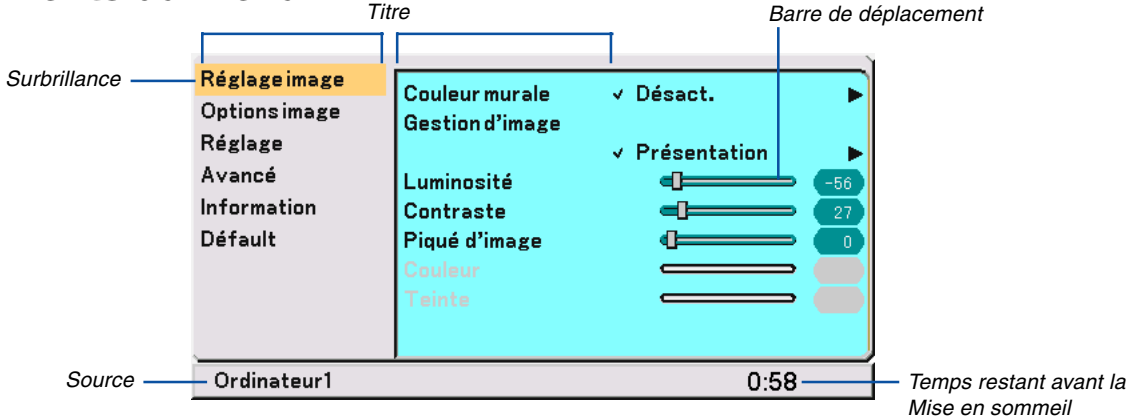 Titre
Barre de déplacement
Surbrillance
Réglage image
Options image
Réglage
Avancé
Information
Défault
Couleur murale ✓ Désact. ▶
Gestion d'image
✓ Présentation ▶
Luminosité -56
Contraste 27
Piqué d'image 0
Couleur
Teinte
Source
Ordinateur1
0:58
Temps restant avant la
Mise en sommeil